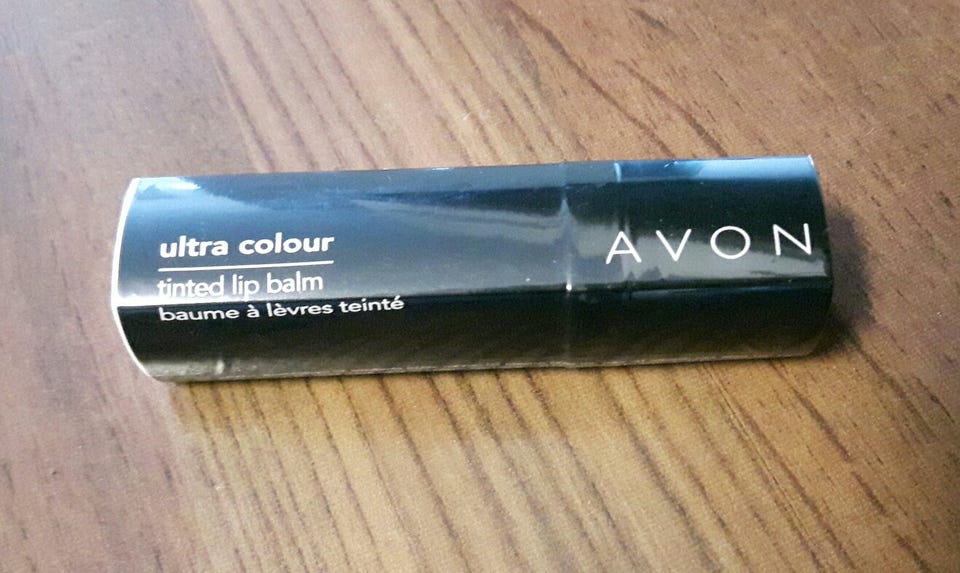 ultra colour
tinted lip balm
baume à lèvres teinté
AVON